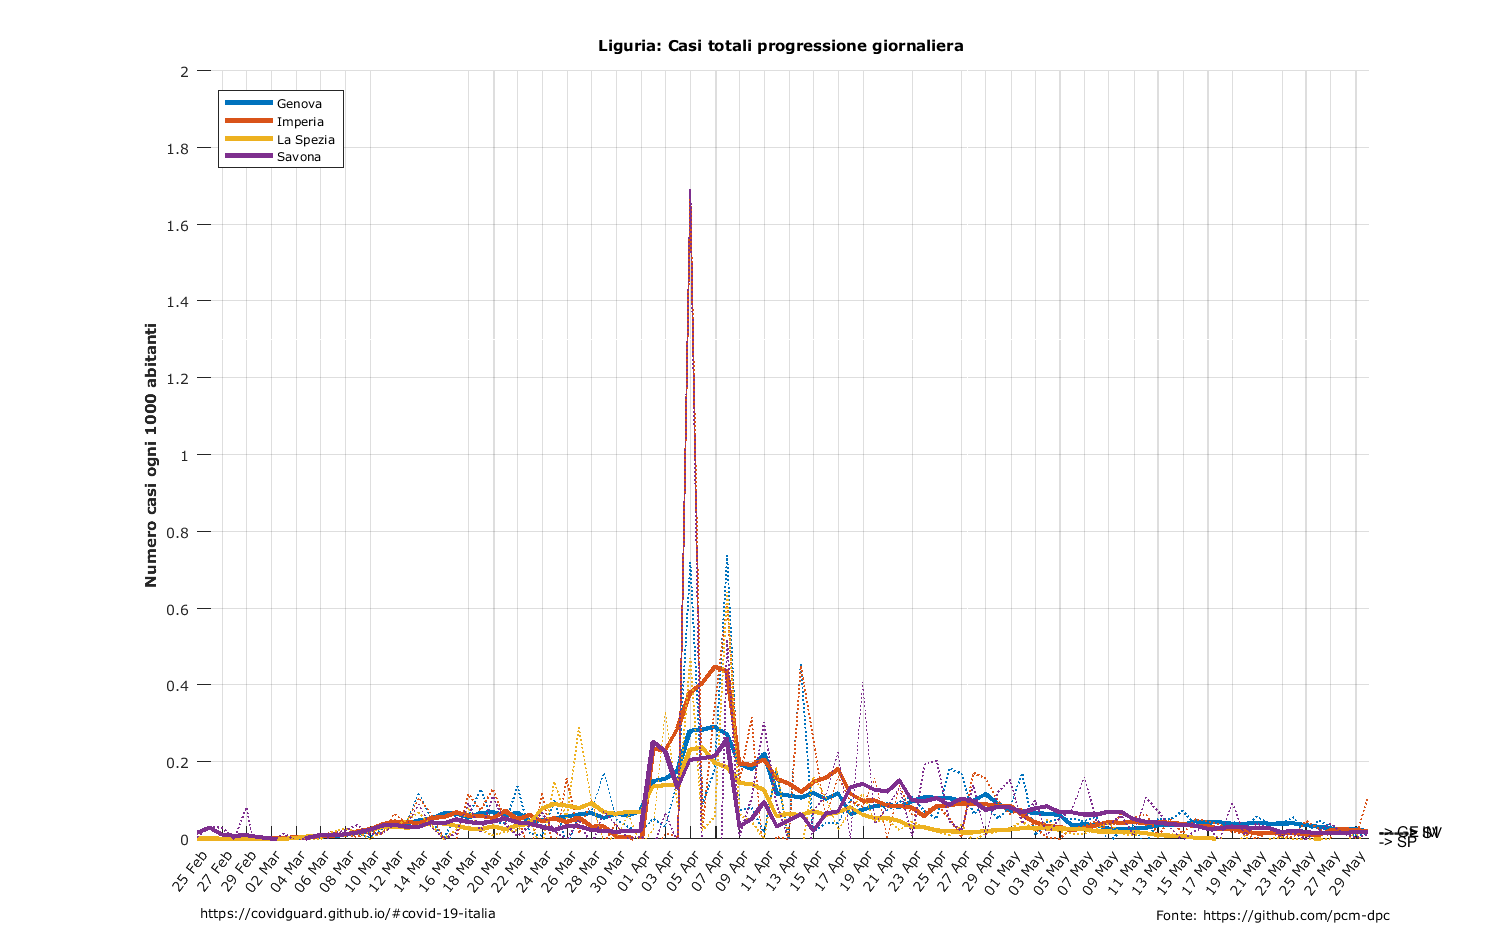 Liguria: Casi totali progressione giornaliera
Numero casi ogni 1000 abitanti
2
1.8
1.6
1.4
1.2
1
0.8
0.6
0.4
0.2
0
Genova
Imperia
La Spezia
Savona
25 Feb
27 Feb
29 Feb
02 Mar
04 Mar
06 Mar
08 Mar
10 Mar
12 Mar
14 Mar
16 Mar
18 Mar
20 Mar
22 Mar
24 Mar
26 Mar
28 Mar
30 Mar
01 Apr
03 Apr
05 Apr
07 Apr
09 Apr
11 Apr
13 Apr
15 Apr
17 Apr
19 Apr
21 Apr
23 Apr
25 Apr
27 Apr
29 Apr
01 May
03 May
05 May
07 May
09 May
11 May
13 May
15 May
17 May
19 May
21 May
23 May
25 May
27 May
29 May
-> SP
https://covidguard.github.io/#covid-19-italia
Fonte: https://github.com/pcm-dpc